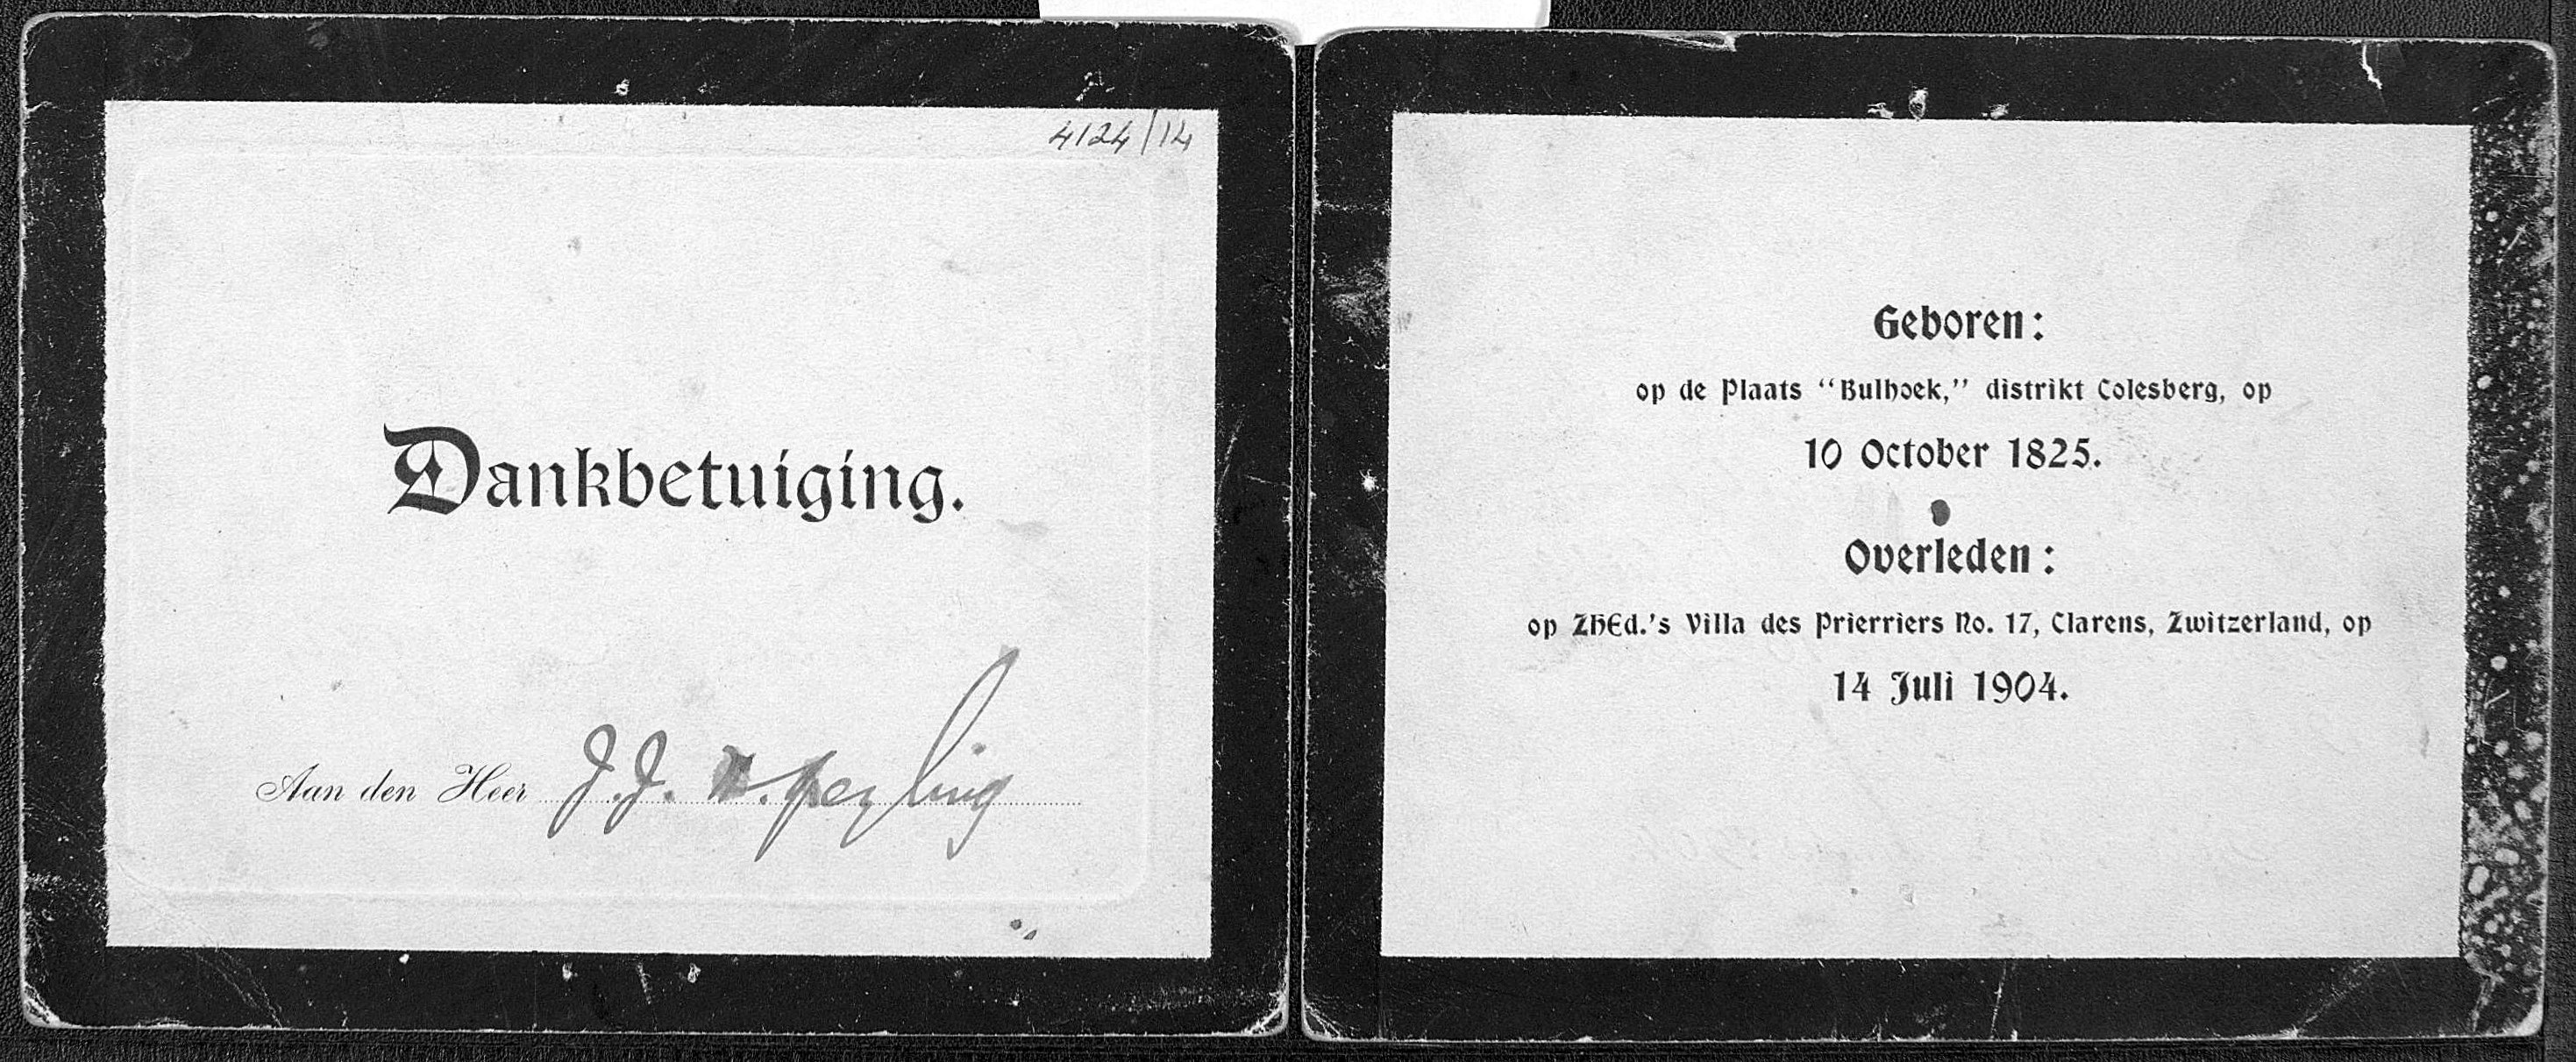 4124/14
Dankbetuiging.
Aan den Heer J. J.
Geboren:
op de Plaats “Bulhoek,” distrikt Colesberg, op
10 October 1825.
Overleden:
op ZHEd.'s Villa des Prierriers No. 17, Clarens, Zwitzerland, op
14 Juli 1904.